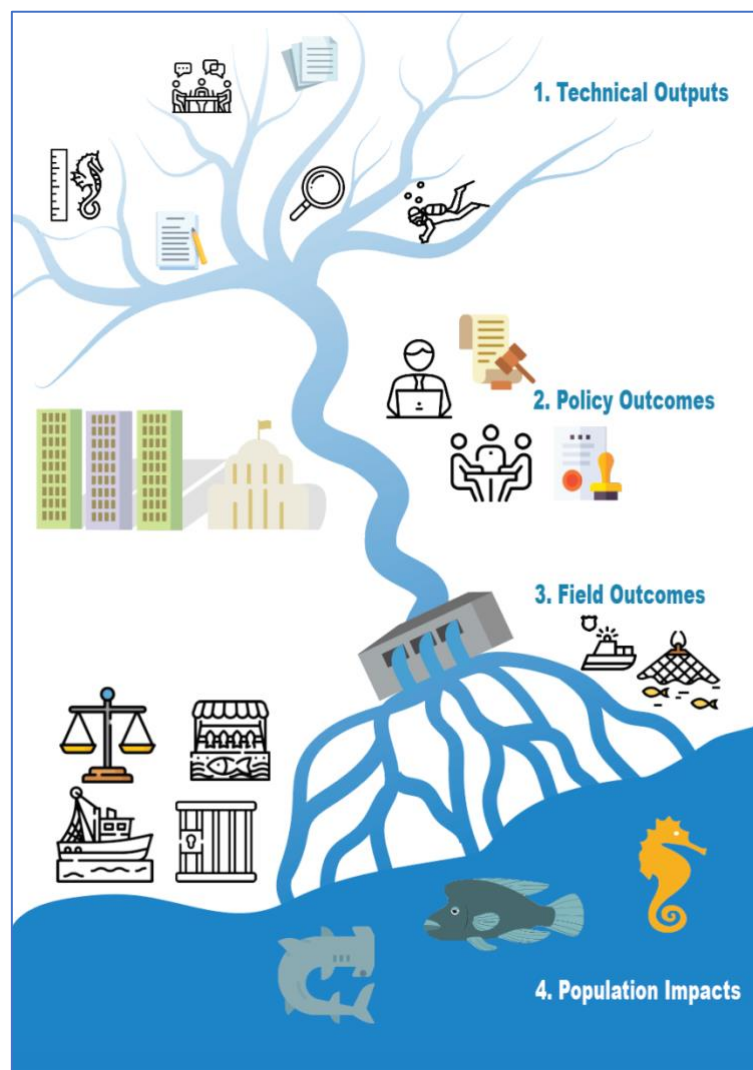 1. Technical Outputs
2. Policy Outcomes
3. Field Outcomes
4. Population Impacts